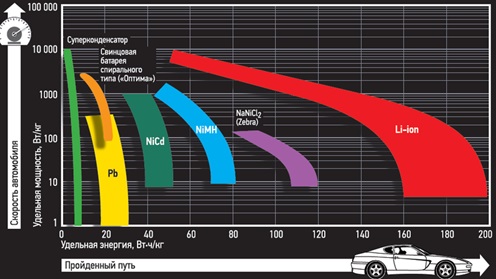 100 000
10 000
1000
100
10
1
Скорость автомобиля
Удельная мощность, Вт/кг
Суперконденсатор
Свинцовая
батарея
спирального
типа («Оптима»)
Pb
NiCd
NiMH
NaNiCl2
(Zebra)
Li-ion
0 20 40 60 80 100 120 140 160 180 200
Удельная энергия, Вт·ч/кг
Пройденный путь